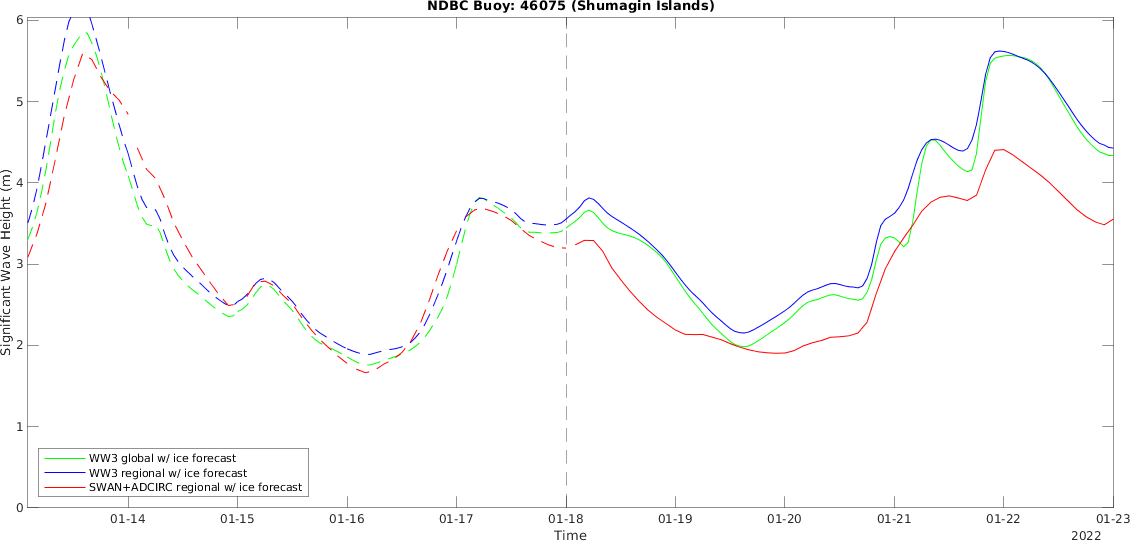 NDBC Buoy: 46075 (Shumagin Islands)
6
5
4
3
2
1
0
Significant Wave Height (m)
WW3 global w/ ice forecast
WW3 regional w/ ice forecast
SWAN+ADCIRC regional w/ ice forecast
01-14 01-15 01-16 01-17 01-18 01-19 01-20 01-21 01-22 01-23
Time
2022